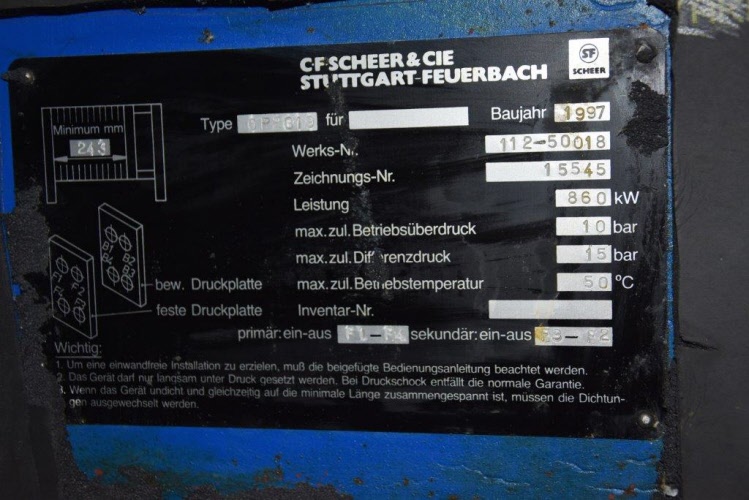 C·F·SCHEER & CIE
STUTTGART-FEUERBACH
SF
SCHEER
Minimum mm
243
Type für
Baujahr 1997
Werks-Nr. 112-50018
Zeichnungs-Nr. 15545
Leistung 860 kW
max. zul. Betriebsüberdruck 10 bar
max. zul. Differenzdruck 15 bar
max. zul. Betriebstemperatur 50 °C
Inventar-Nr.
bew. Druckplatte
feste Druckplatte
primär: ein-aus F1-F4 sekundär: ein-aus F3-F2
Wichtig:
1. Um eine einwandfreie Installation zu erzielen, muß die beigefügte Bedienungsanleitung beachtet werden.
2. Das Gerät darf nur langsam unter Druck gesetzt werden. Bei Druckschock entfällt die normale Garantie.
3. Wenn das Gerät undicht und gleichzeitig auf die minimale Länge zusammengespannt ist, müssen die Dichtun-
gen ausgewechselt werden.